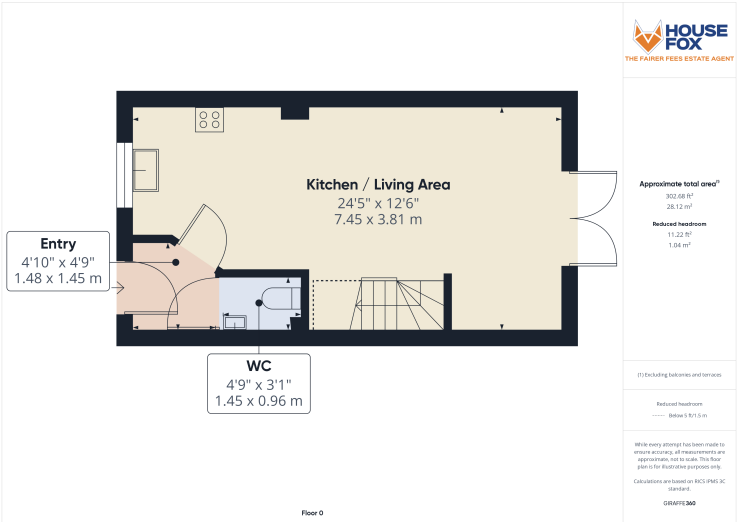 HOUSE
FOX
THE FAIRER FEES ESTATE AGENT
Kitchen / Living Area
24'5" x 12'6"
7.45 x 3.81 m
Entry
4'10" x 4'9"
1.48 x 1.45 m
WC
4'9" x 3'1"
1.45 x 0.96 m
Floor 0
Approximate total area⁽¹⁾
302.68 ft²
28.12 m²
Reduced headroom
11.22 ft²
1.04 m²
(1) Excluding balconies and terraces
Reduced headroom
------ Below 5 ft/1.5 m
While every attempt has been made to
ensure accuracy, all measurements are
approximate, not to scale. This floor
plan is for illustrative purposes only.
Calculations are based on RICS IPMS 3C
standard.
GIRAFFE360